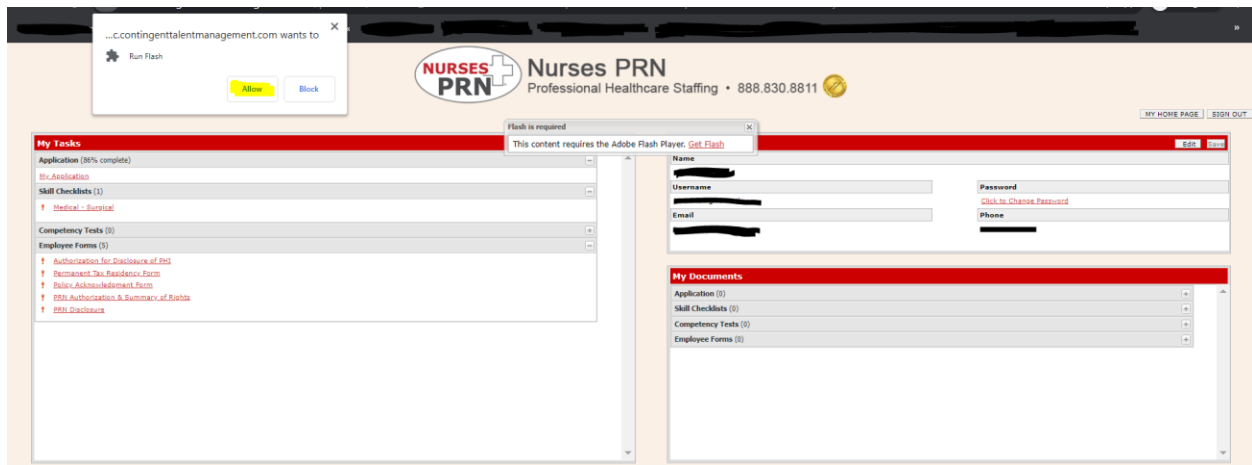 ...c.contingenttalentmanagement.com wants to
Run Flash
Allow Block
NURSES PRN
Nurses PRN
Professional Healthcare Staffing • 888.830.8811
MY HOME PAGE SIGN OUT
Flash is required
This content requires the Adobe Flash Player. Get Flash
My Tasks
Application (86% complete)
My Application
Skill Checklists (1)
Medical - Surgical
Competency Tests (0)
Employee Forms (5)
Authorization for Disclosure of PHI
Permanent Tax Residency Form
Policy Acknowledgment Form
PRN Authorization & Summary of Rights
PRN Disclosure
Edit Save
Name
Username Password
Click to Change Password
Email Phone
My Documents
Application (0)
Skill Checklists (0)
Competency Tests (0)
Employee Forms (0)